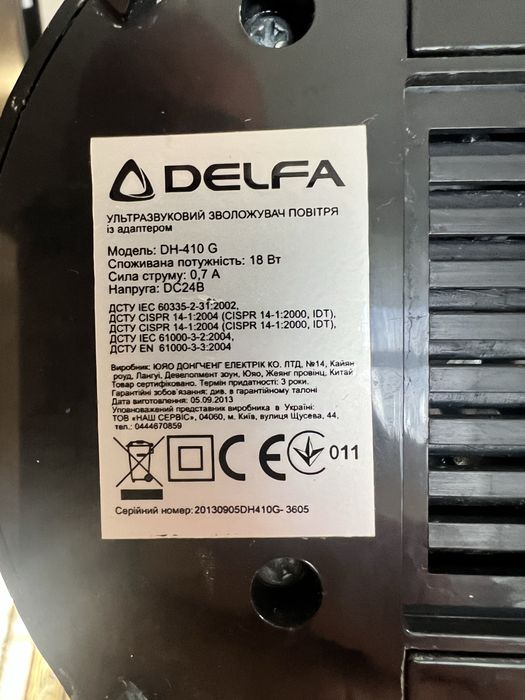 DELFA
УЛЬТРАЗВУКОВИЙ ЗВОЛОЖУВАЧ ПОВІТРЯ
із адаптером
Модель: DH-410 G
Споживана потужність: 18 Вт
Сила струму: 0,7 А
Напруга: DC24В
ДСТУ IEC 60335-2-31:2002,
ДСТУ CISPR 14-1:2004 (CISPR 14-1:2000, IDT),
ДСТУ CISPR 14-1:2004 (CISPR 14-1:2000, IDT),
ДСТУ IEC 61000-3-2:2004,
ДСТУ EN 61000-3-3:2004
Виробник: ЮЯО ДОНГЧЕНГ ЕЛЕКТРІК КО. ЛТД, №14, Кайян
роуд, Лангуі, Девелопмент зоун, Юяо, Жеянг провінц, Китай
Товар сертифіковано. Термін придатності: 3 роки.
Гарантійні зобов'язання: див. в гарантійному талоні
Дата виготовлення: 05.09.2013
Уповноважений представник виробника в Україні:
ТОВ «НАШ СЕРВІС», 04060, м. Київ, вулиця Щусева, 44,
тел.: 0444670859
CE 011
Серійний номер: 20130905DH410G- 3605